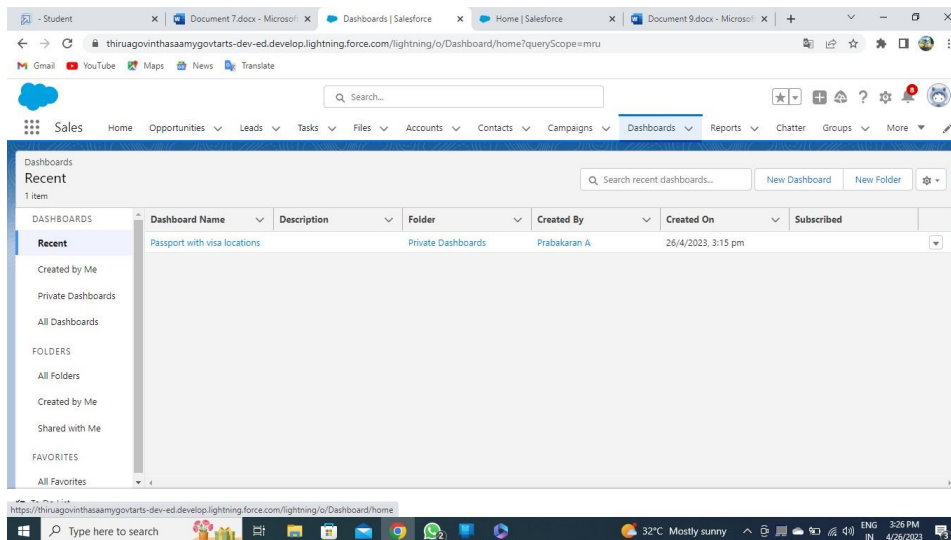 - Student
Document 7.docx - Microsof
Dashboards | Salesforce
Home | Salesforce
Document 9.docx - Microsof
thiruagovinthasaamygovtarts-dev-ed.develop.lightning.force.com/lightning/o/Dashboard/home?queryScope=mru
Gmail YouTube Maps News Translate
Search...
8
Sales Home Opportunities Leads Tasks Files Accounts Contacts Campaigns Dashboards Reports Chatter Groups More
Dashboards
Recent
1 item
Search recent dashboards...
New Dashboard New Folder
DASHBOARDS
Recent
Created by Me
Private Dashboards
All Dashboards
FOLDERS
All Folders
Created by Me
Shared with Me
FAVORITES
All Favorites
Dashboard Name Description Folder Created By Created On Subscribed
Passport with visa locations Private Dashboards Prabakaran A 26/4/2023, 3:15 pm
To Do List
https://thiruagovinthasaamygovtarts-dev-ed.develop.lightning.force.com/lightning/o/Dashboard/home
Type here to search
32°C Mostly sunny
ENG
IN
3:26 PM
4/26/2023